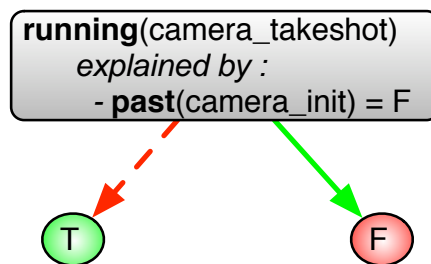 running(camera_takeshot)
explained by :
- past(camera_init) = F
T
F